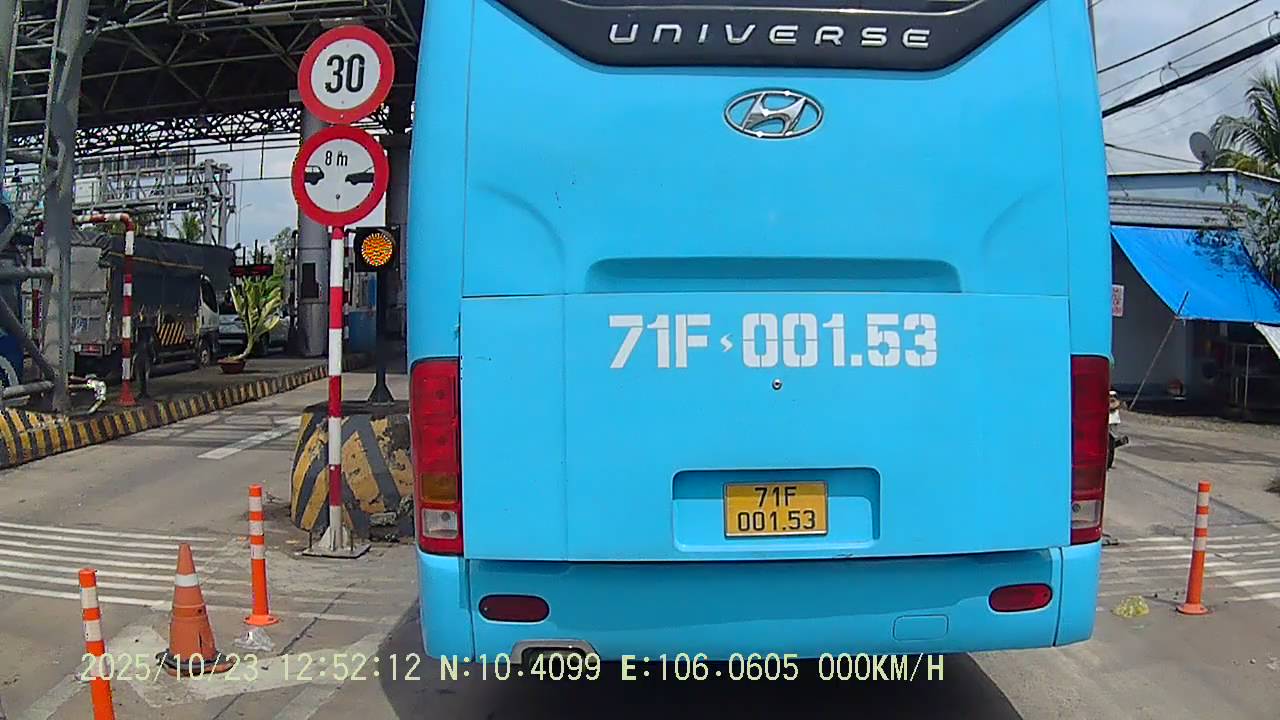 UNIVERSE
30
8 m
71F 001.53
71F
001.53
2025/10/23 12:52:12 N:10.4099 E:106.0605 000KM/H